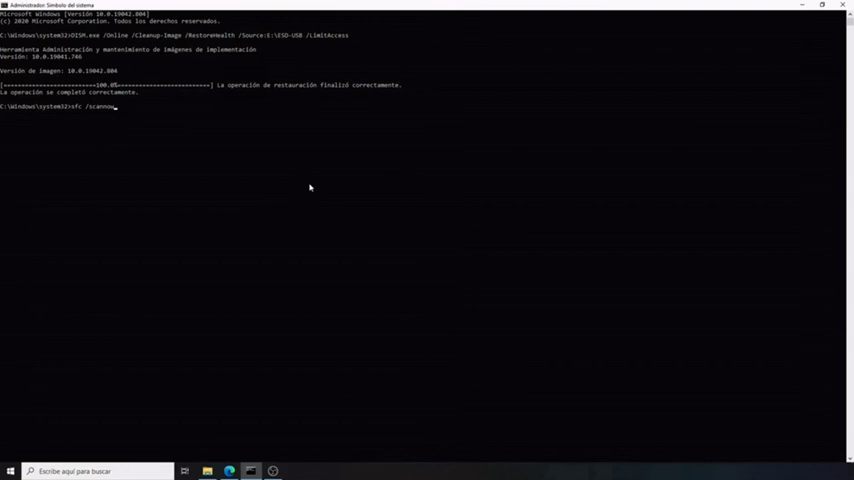 Administrador: Símbolo del sistema
Microsoft Windows [Versión 10.0.19042.804]
(c) 2020 Microsoft Corporation. Todos los derechos reservados.
C:\Windows\system32>DISM.exe /Online /Cleanup-Image /RestoreHealth /Source:E:\ESD-USB /LimitAccess
Herramienta Administración y mantenimiento de imágenes de implementación
Versión: 10.0.19041.746
Versión de imagen: 10.0.19042.804
[==========================100.0%==========================] La operación de restauración finalizó correctamente.
La operación se completó correctamente.
C:\Windows\system32>sfc /scannow
Escribe aquí para buscar